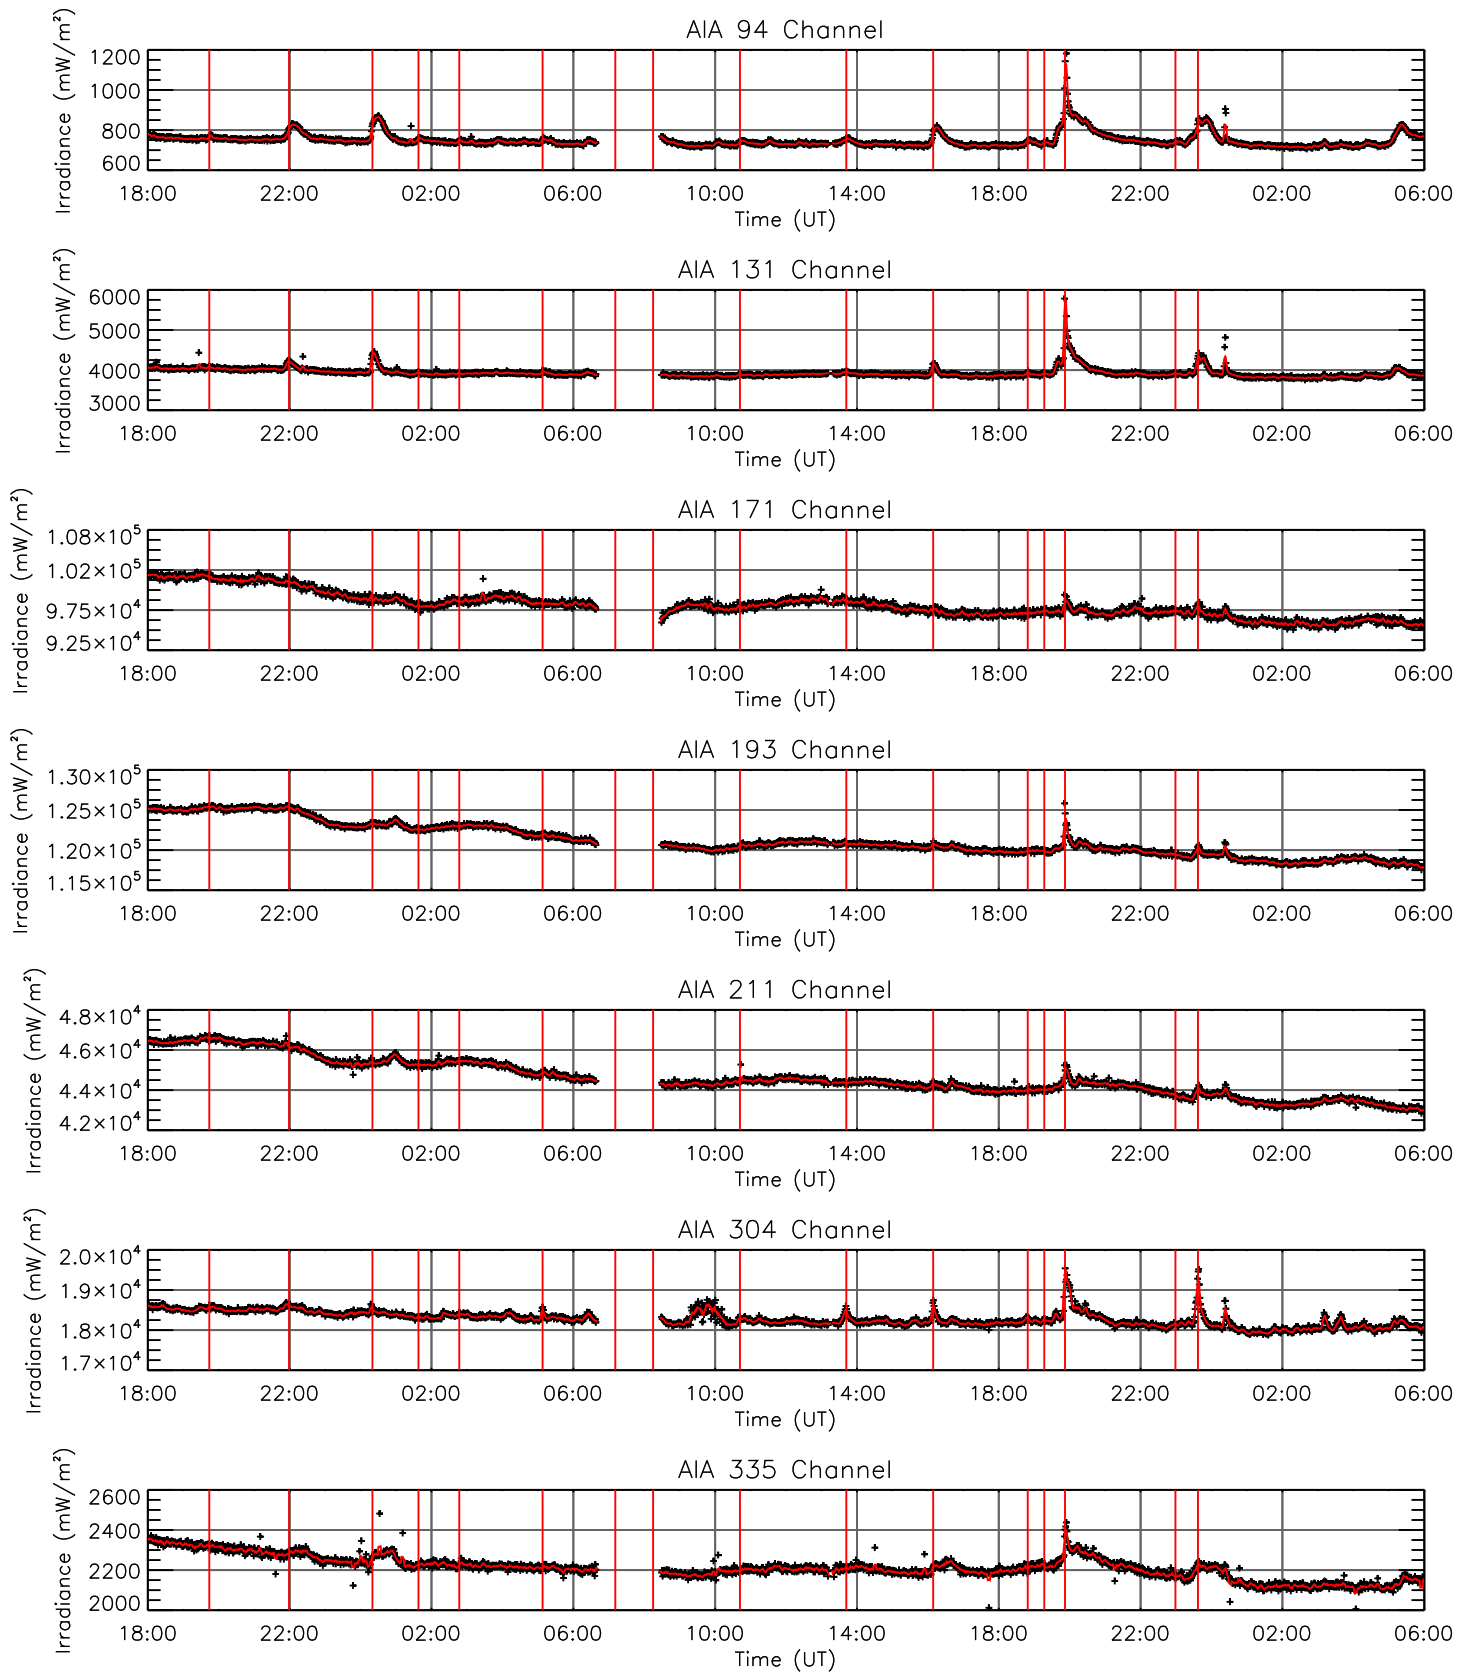 AIA 94 Channel
Irradiance (mW/m²)
1200
1000
800
600
18:00 22:00 02:00 06:00 10:00 14:00 18:00 22:00 02:00 06:00
Time (UT)
AIA 131 Channel
Irradiance (mW/m²)
6000
5000
4000
3000
18:00 22:00 02:00 06:00 10:00 14:00 18:00 22:00 02:00 06:00
Time (UT)
AIA 171 Channel
Irradiance (mW/m²)
1.08×10⁵
1.02×10⁵
9.75×10⁴
9.25×10⁴
18:00 22:00 02:00 06:00 10:00 14:00 18:00 22:00 02:00 06:00
Time (UT)
AIA 193 Channel
Irradiance (mW/m²)
1.30×10⁵
1.25×10⁵
1.20×10⁵
1.15×10⁵
18:00 22:00 02:00 06:00 10:00 14:00 18:00 22:00 02:00 06:00
Time (UT)
AIA 211 Channel
Irradiance (mW/m²)
4.8×10⁴
4.6×10⁴
4.4×10⁴
4.2×10⁴
18:00 22:00 02:00 06:00 10:00 14:00 18:00 22:00 02:00 06:00
Time (UT)
AIA 304 Channel
Irradiance (mW/m²)
2.0×10⁴
1.9×10⁴
1.8×10⁴
1.7×10⁴
18:00 22:00 02:00 06:00 10:00 14:00 18:00 22:00 02:00 06:00
Time (UT)
AIA 335 Channel
Irradiance (mW/m²)
2600
2400
2200
2000
18:00 22:00 02:00 06:00 10:00 14:00 18:00 22:00 02:00 06:00
Time (UT)